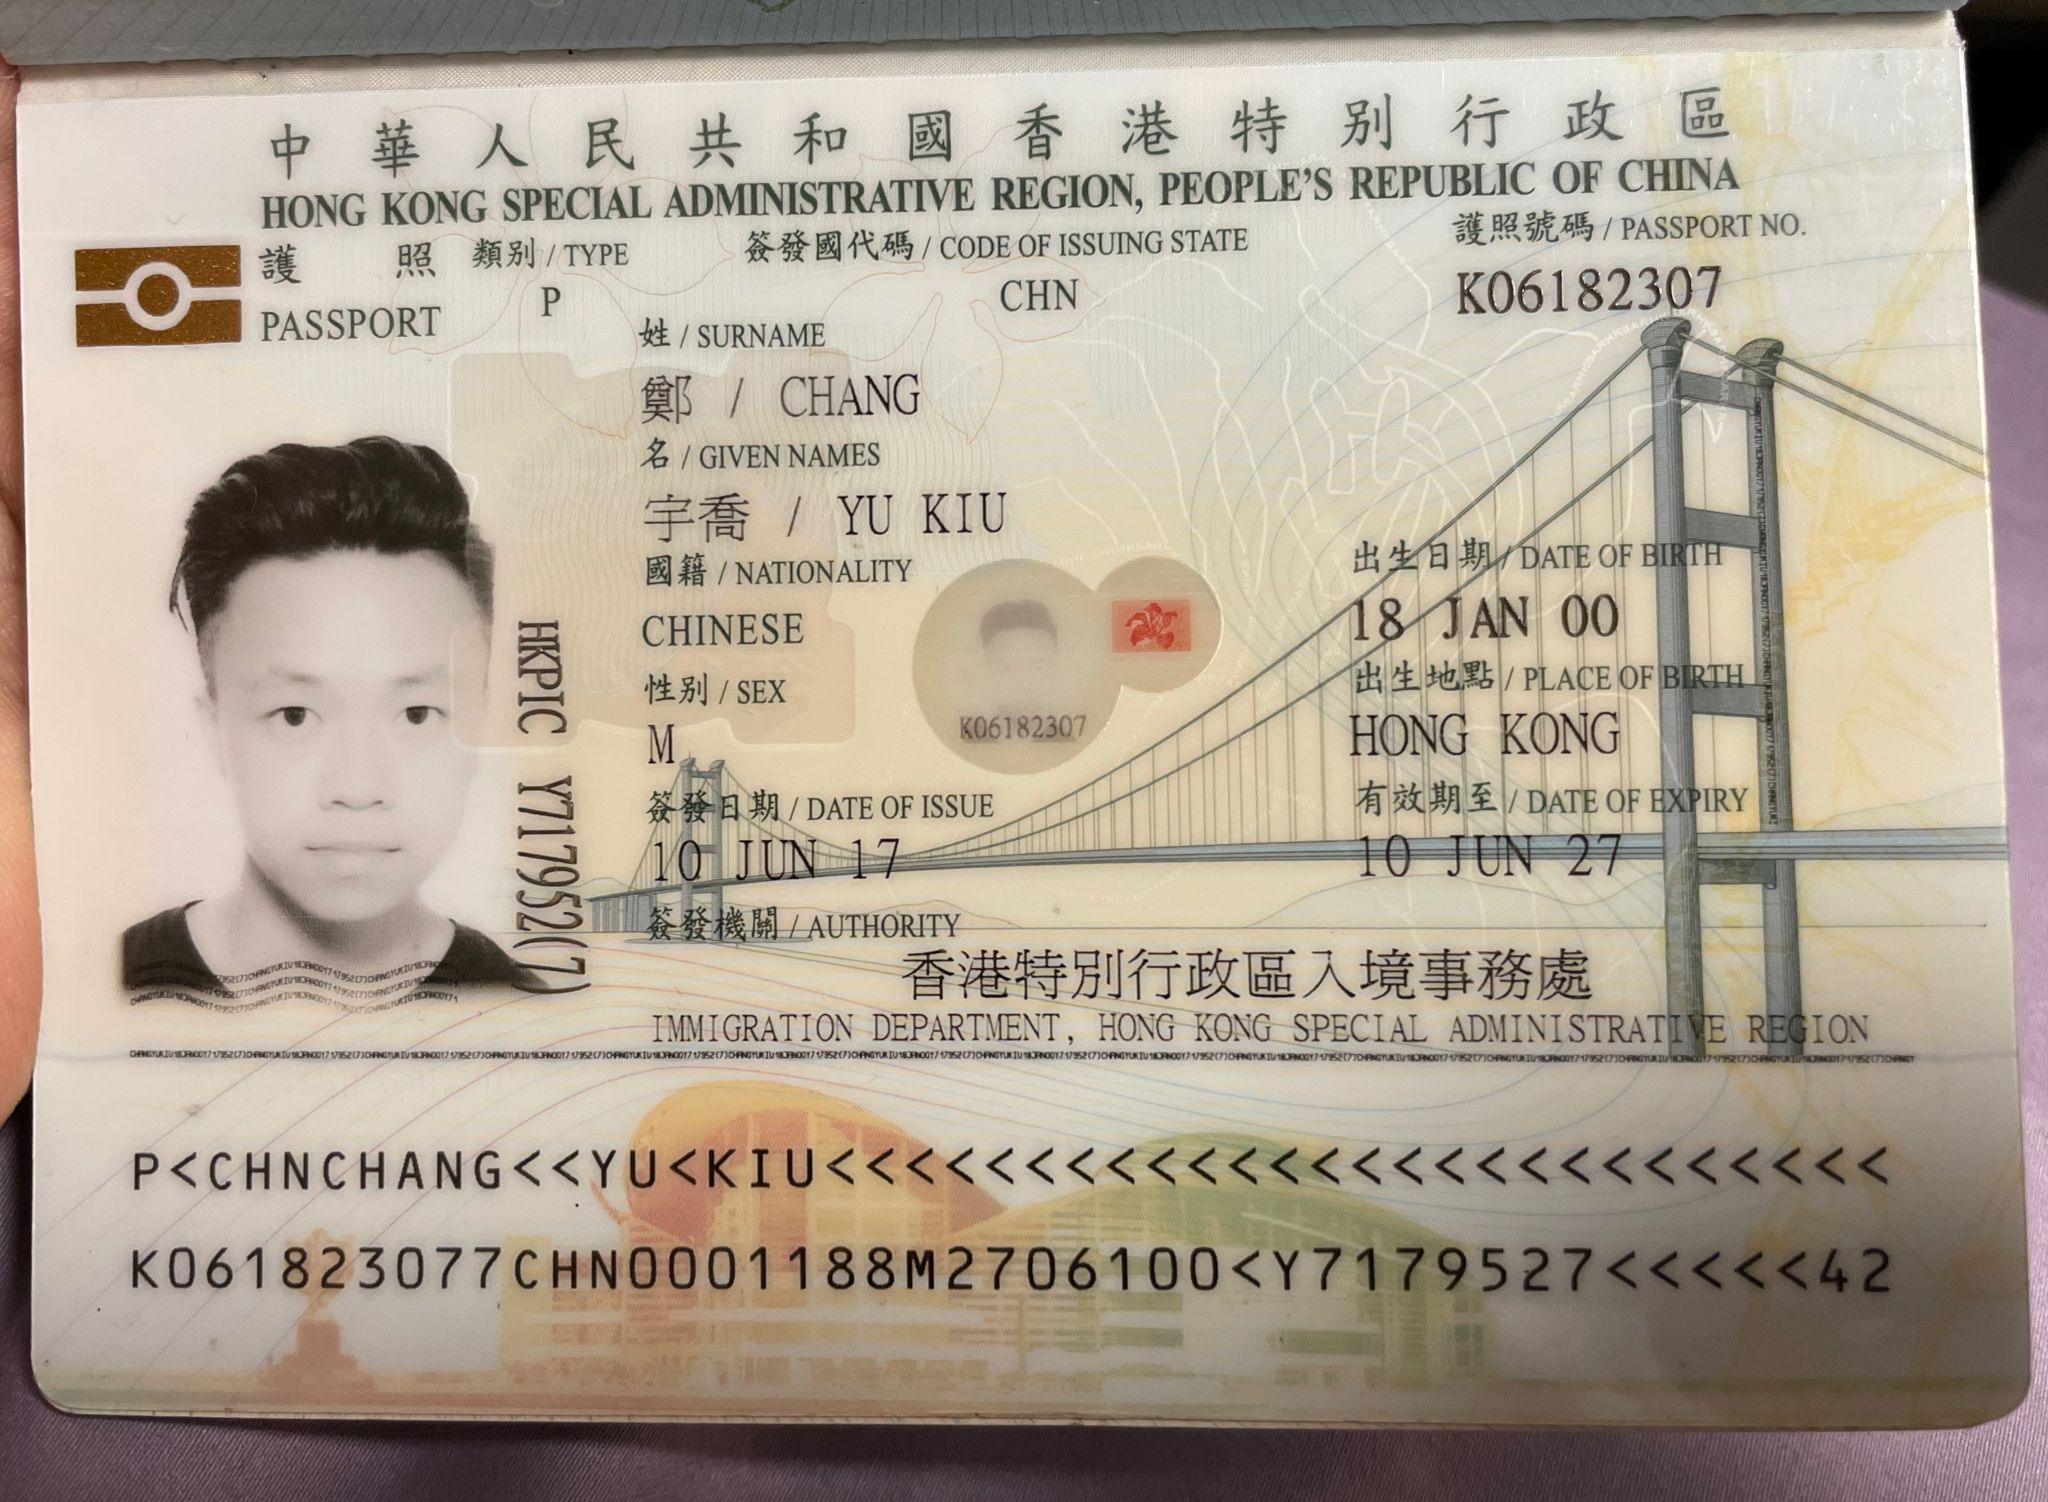 中華人民共和國香港特別行政區
HONG KONG SPECIAL ADMINISTRATIVE REGION, PEOPLE'S REPUBLIC OF CHINA
護照 類別 / TYPE 簽發國代碼 / CODE OF ISSUING STATE 護照號碼 / PASSPORT NO.
PASSPORT P CHN K06182307
姓 / SURNAME
鄭 / CHANG
名 / GIVEN NAMES
宇喬 / YU KIU
國籍 / NATIONALITY 出生日期 / DATE OF BIRTH
CHINESE 18 JAN 00
性別 / SEX 出生地點 / PLACE OF BIRTH
M K06182307 HONG KONG
簽發日期 / DATE OF ISSUE 有效期至 / DATE OF EXPIRY
10 JUN 17 10 JUN 27
HKPIC Y717952(7)
簽發機關 / AUTHORITY
香港特別行政區入境事務處
IMMIGRATION DEPARTMENT, HONG KONG SPECIAL ADMINISTRATIVE REGION
P<CHNCHANG<<YU<KIU<<<<<<<<<<<<<<<<<<<<<<<<<<
K061823077CHN0001188M2706100<Y7179527<<<<<42